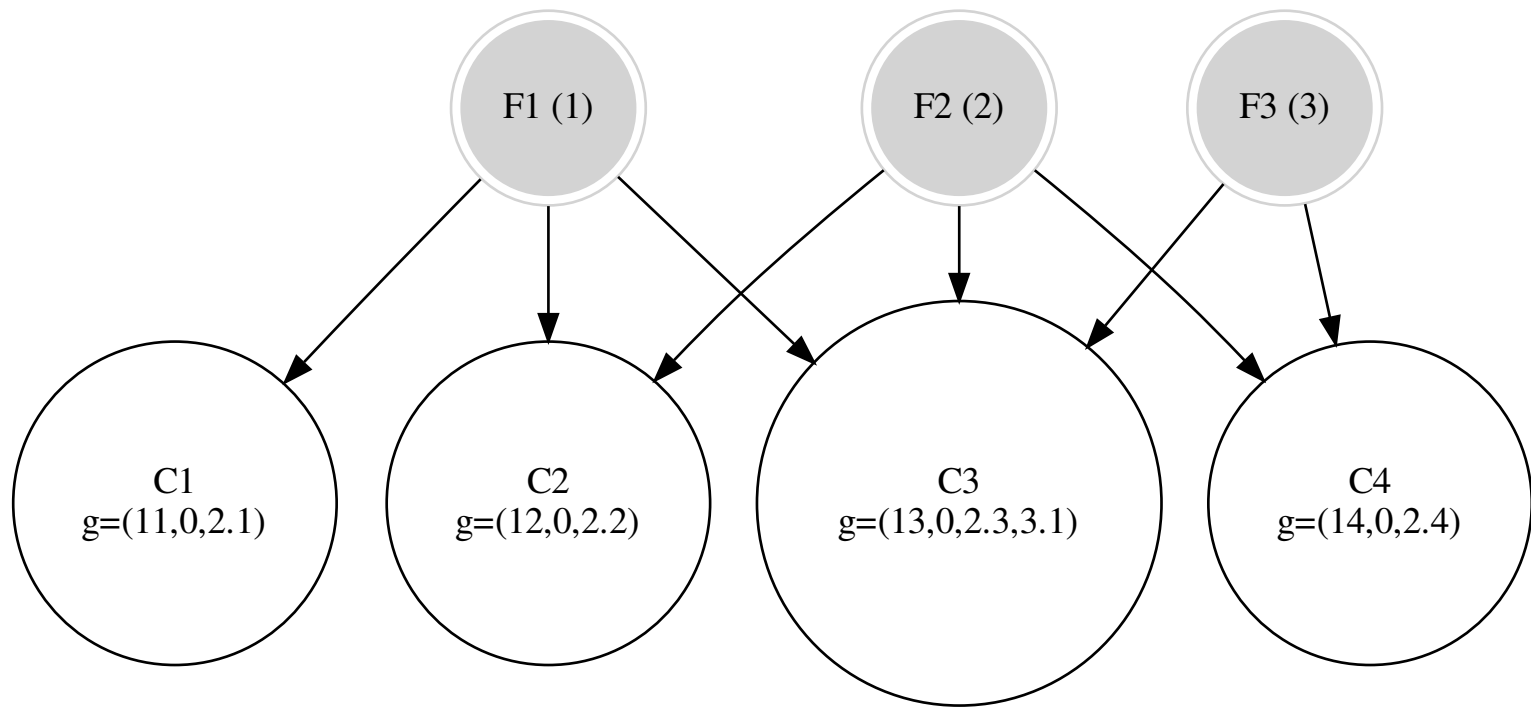 F1 (1)
F2 (2)
F3 (3)
C1
g=(11,0,2.1)
C2
g=(12,0,2.2)
C3
g=(13,0,2.3,3.1)
C4
g=(14,0,2.4)